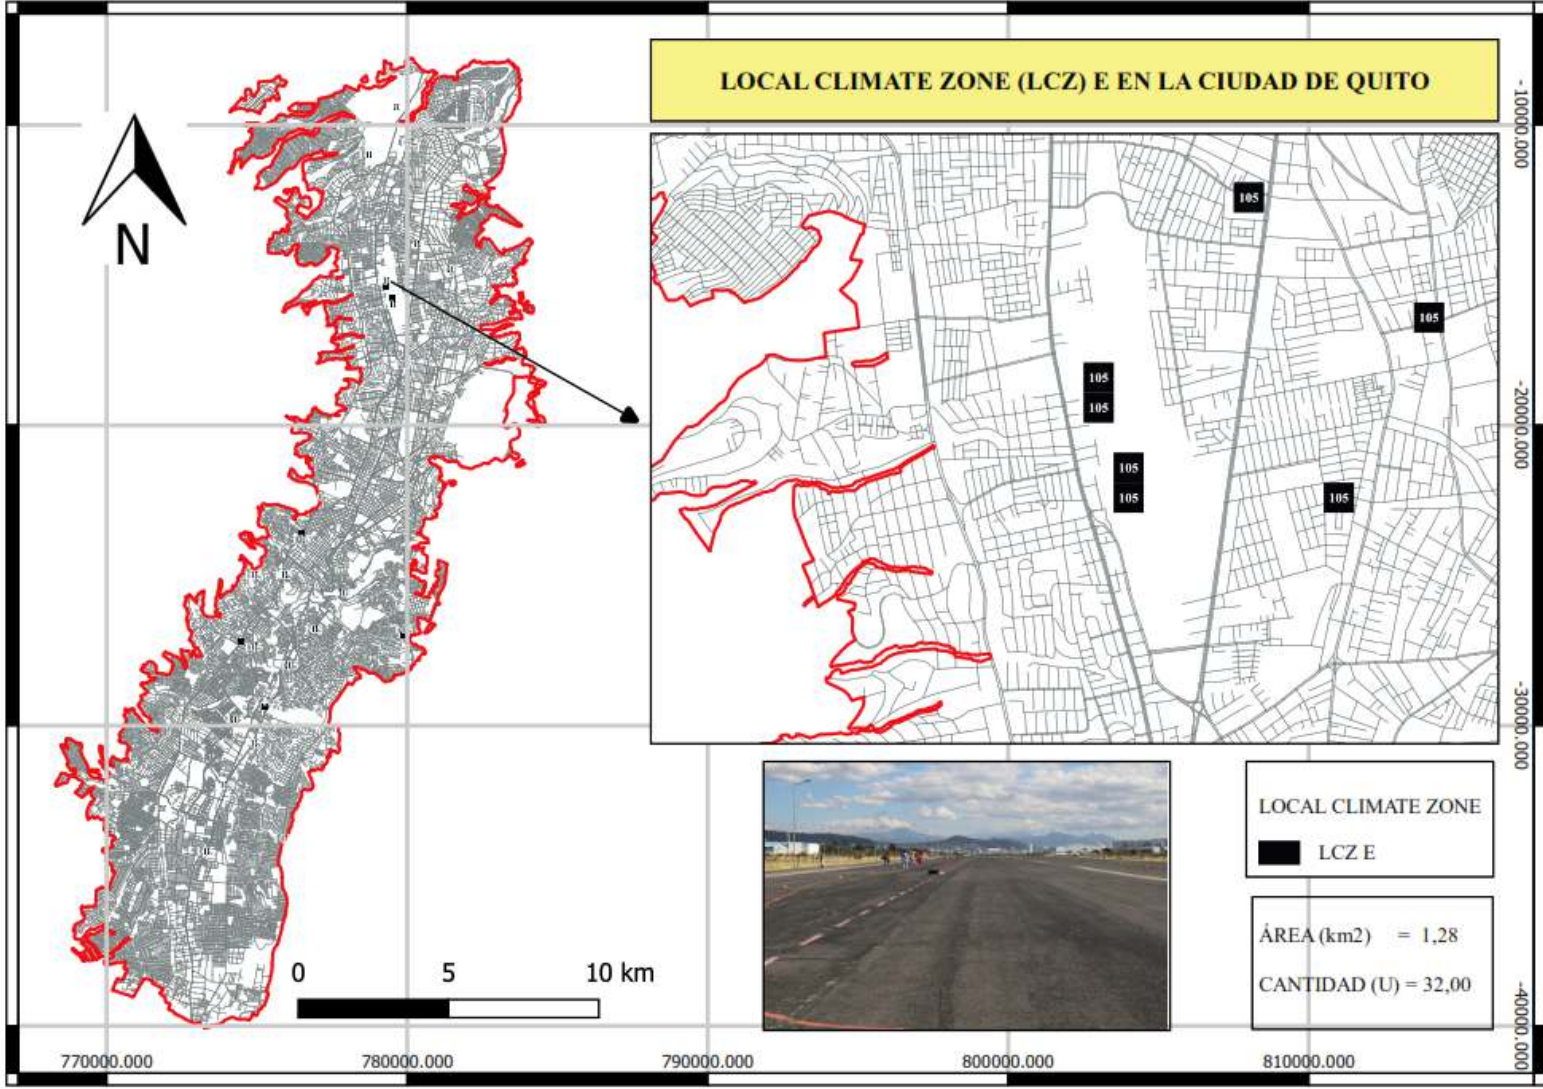 LOCAL CLIMATE ZONE (LCZ) E EN LA CIUDAD DE QUITO
N
105
105
105
105
105
105
105
0 5 10 km
LOCAL CLIMATE ZONE
LCZ E
ÁREA (km2) = 1,28
CANTIDAD (U) = 32,00
-10000.000
-20000.000
-30000.000
-40000.000
770000.000 780000.000 790000.000 800000.000 810000.000